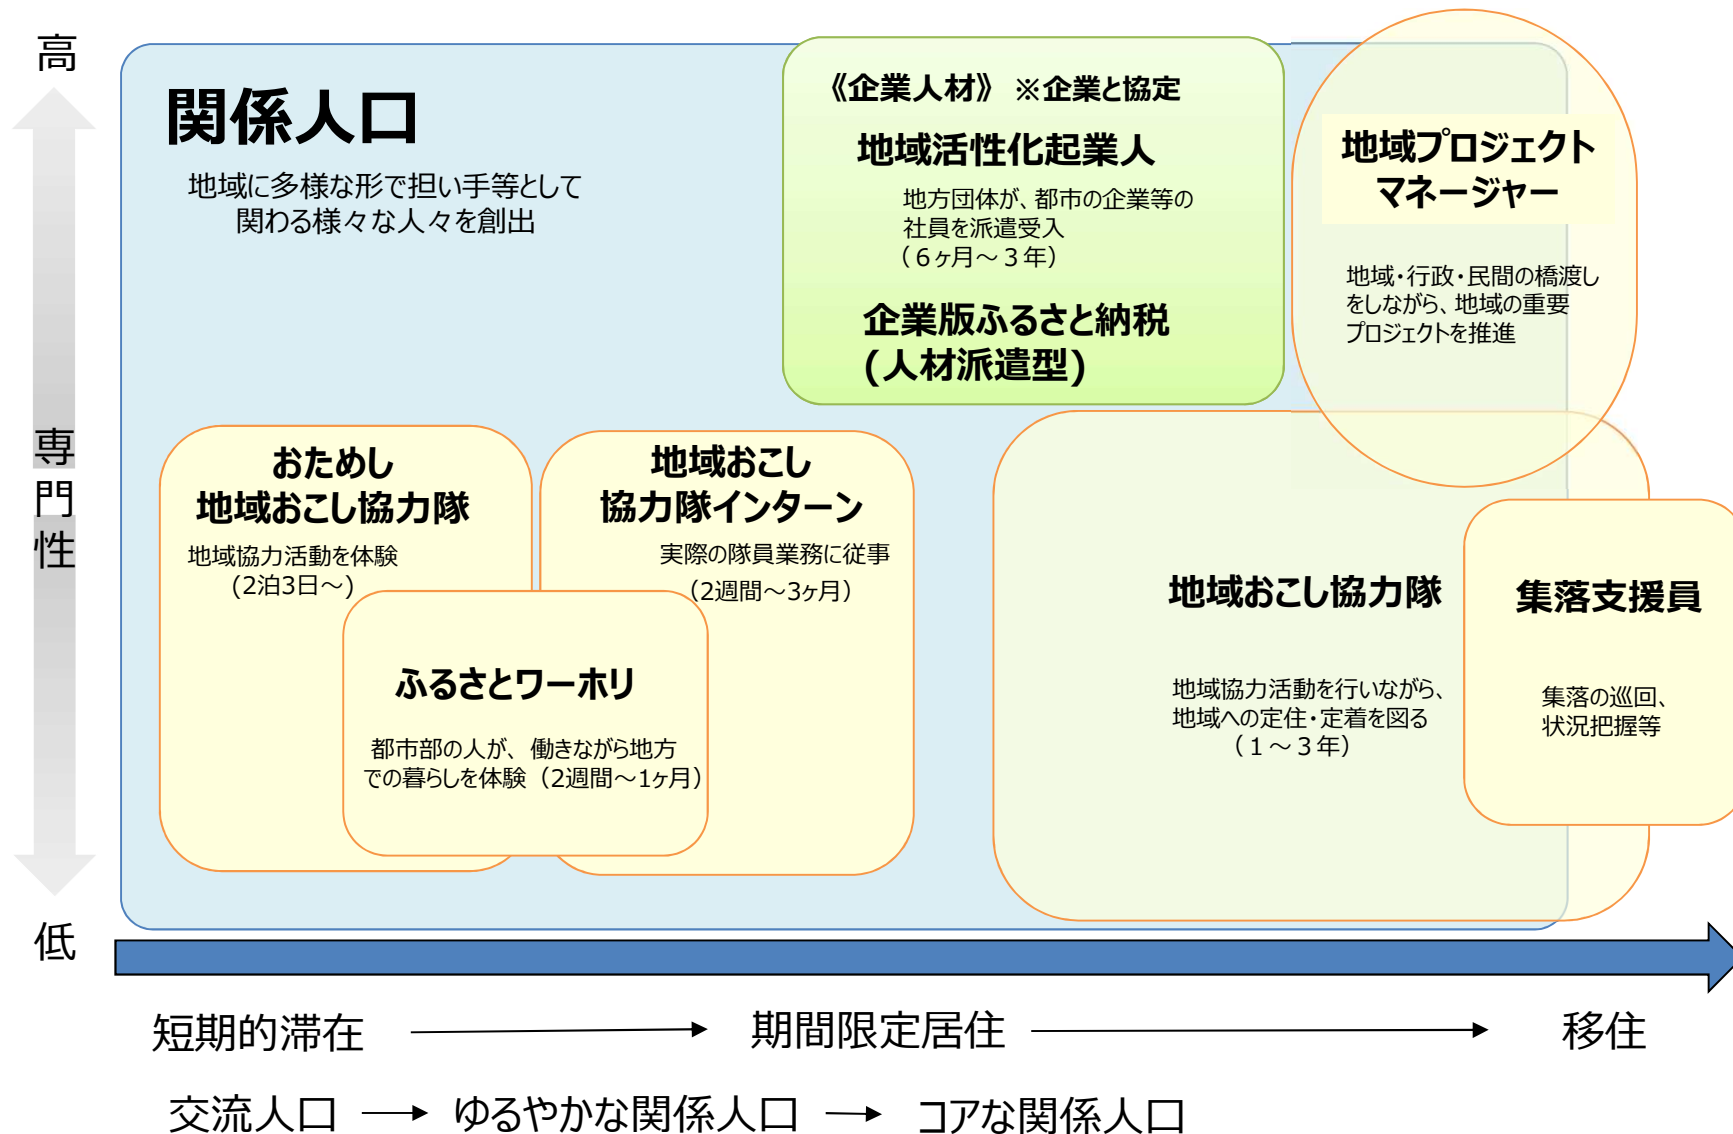 高
専
門
性
低
関係人口
地域に多様な形で担い手等として
関わる様々な人々を創出
《企業人材》 ※企業と協定
地域活性化起業人
地方団体が、都市の企業等の
社員を派遣受入
（６ヶ月～３年）
企業版ふるさと納税
(人材派遣型)
地域プロジェクト
マネージャー
地域・行政・民間の橋渡し
をしながら、地域の重要
プロジェクトを推進
おためし
地域おこし協力隊
地域協力活動を体験
（2泊3日～）
地域おこし
協力隊インターン
実際の隊員業務に従事
（2週間～3ヶ月）
ふるさとワーホリ
都市部の人が、働きながら地方
での暮らしを体験（2週間～1ヶ月）
地域おこし協力隊
地域協力活動を行いながら、
地域への定住・定着を図る
（１～３年）
集落支援員
集落の巡回、
状況把握等
短期的滞在 → 期間限定居住 → 移住
交流人口 → ゆるやかな関係人口 → コアな関係人口